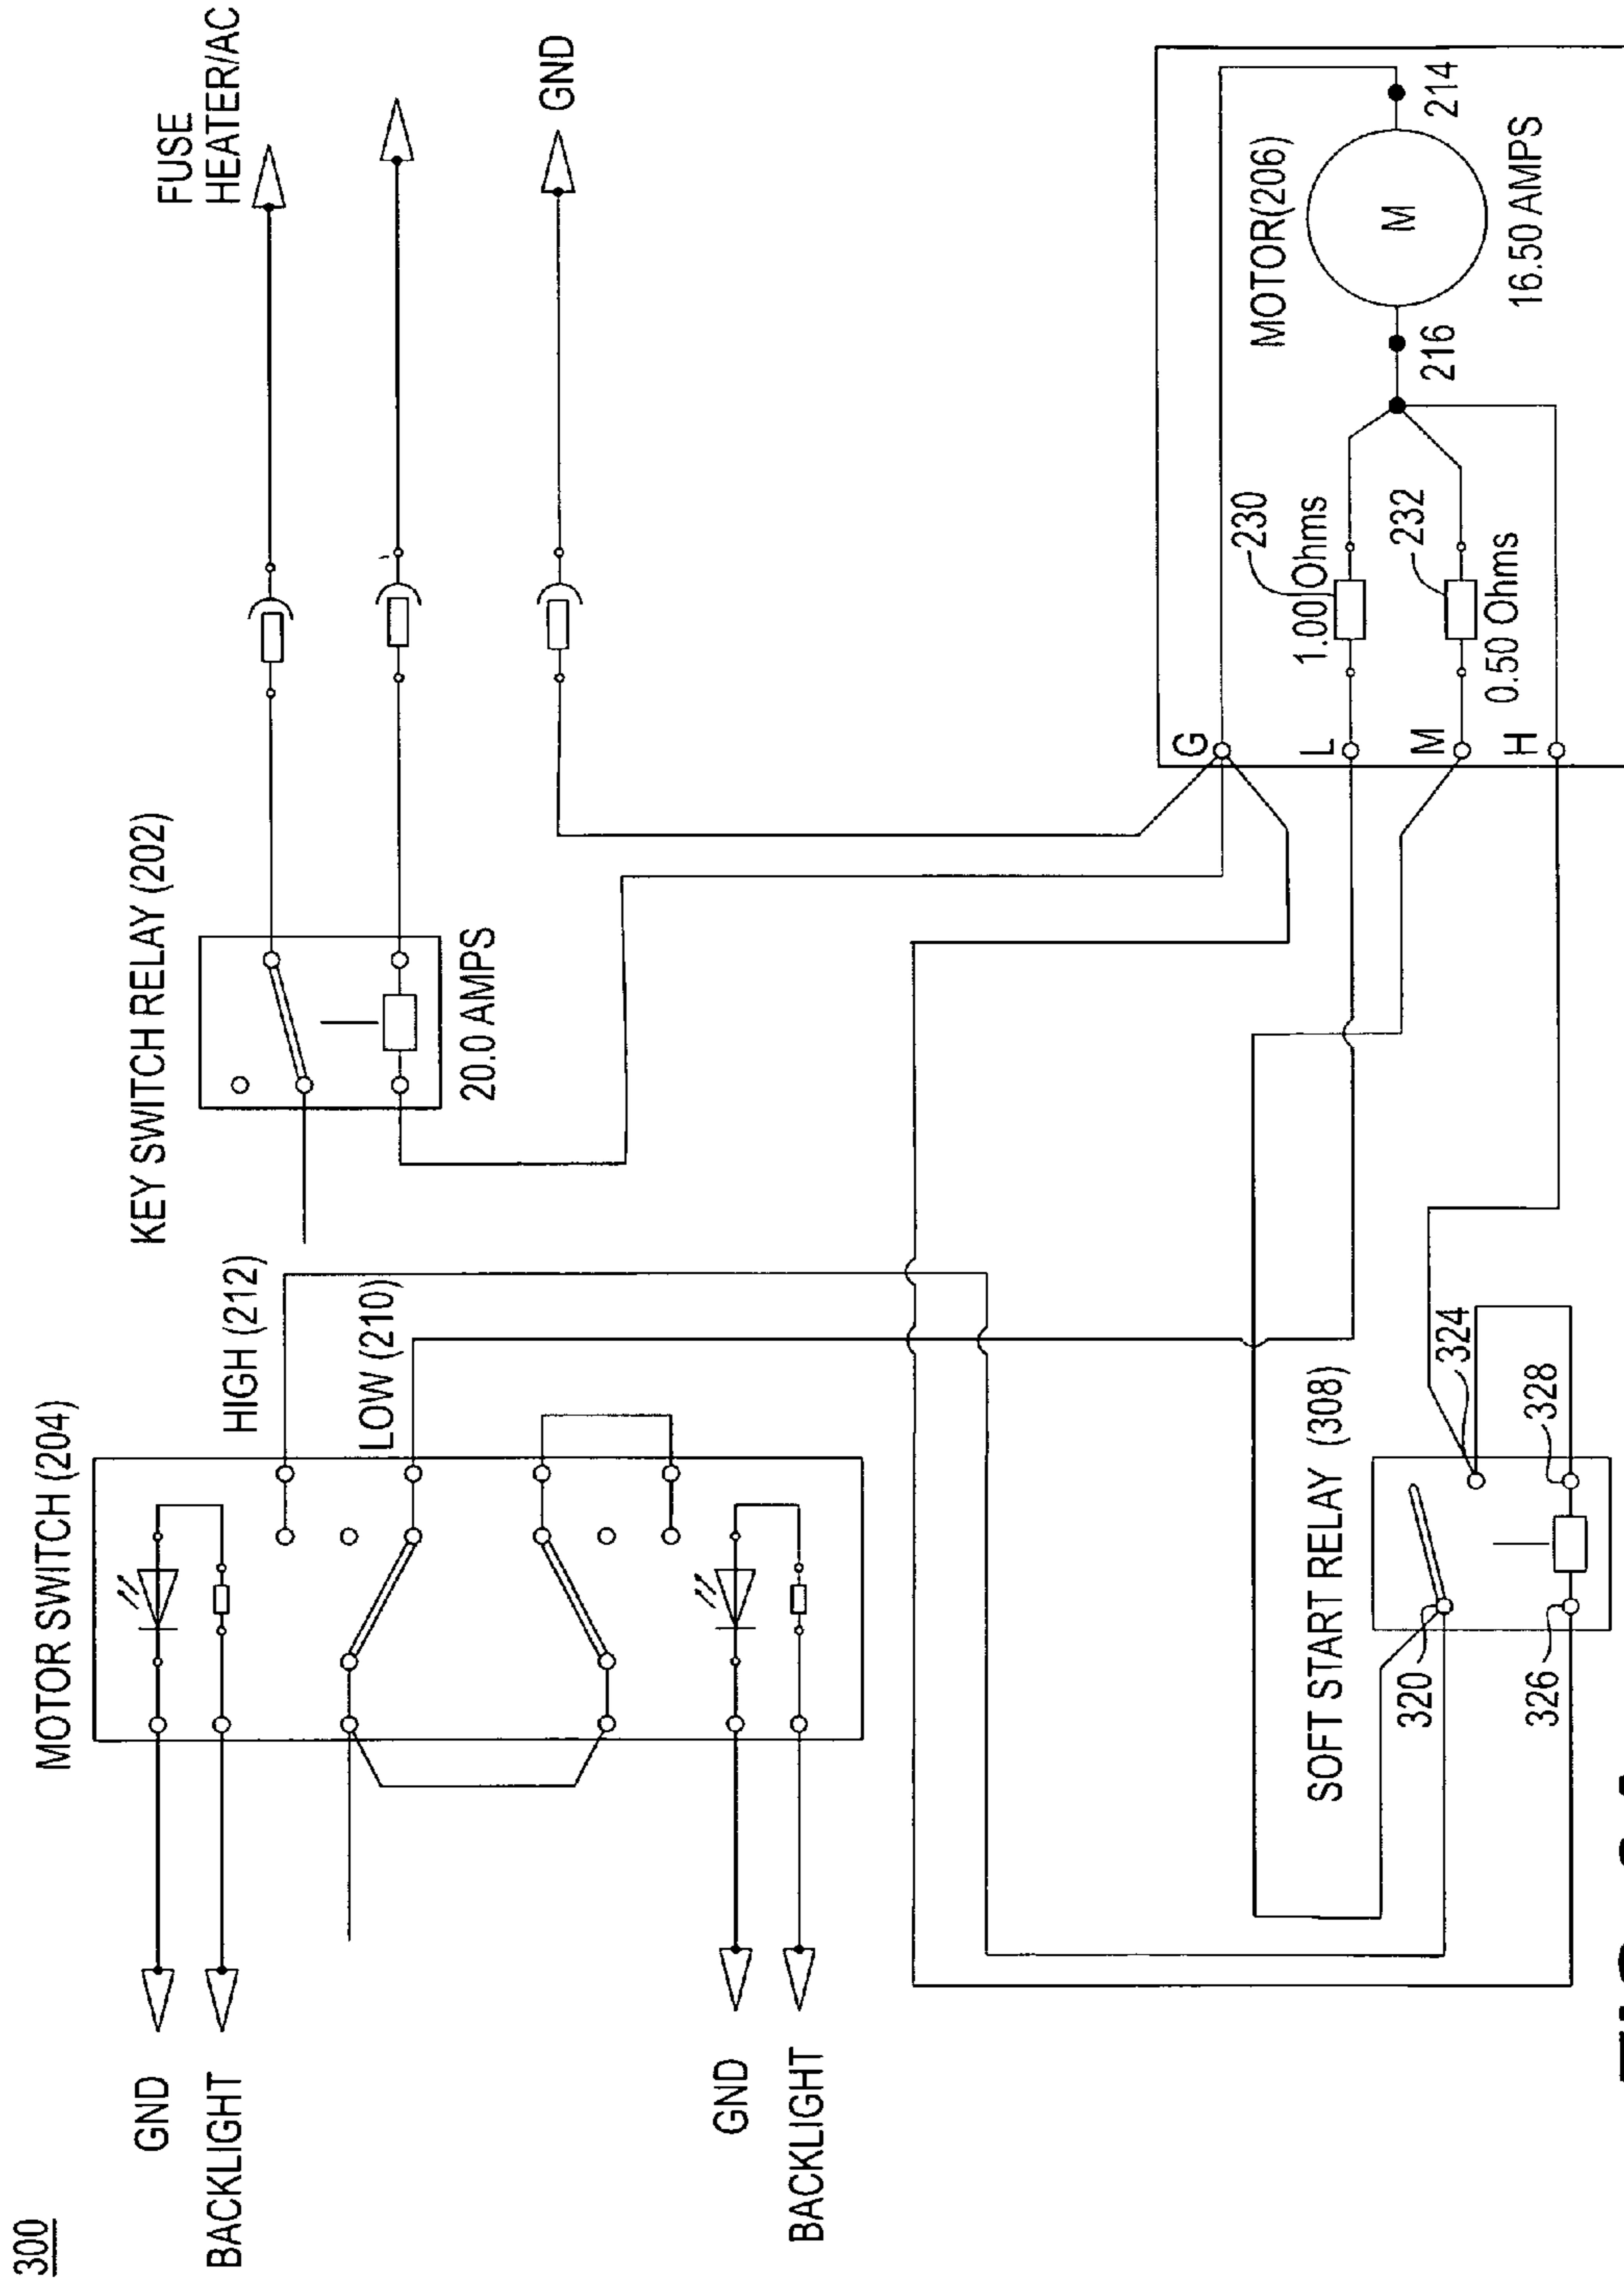 300
MOTOR SWITCH (204)
GND
BACKLIGHT
HIGH (212)
LOW (210)
GND
BACKLIGHT
KEY SWITCH RELAY (202)
20.0 AMPS
FUSE
HEATER/AC
GND
SOFT START RELAY (308)
320
324
326
328
G
L
M
H
230
1.00 Ohms
232
0.50 Ohms
MOTOR(206)
M
214
216
16.50 AMPS